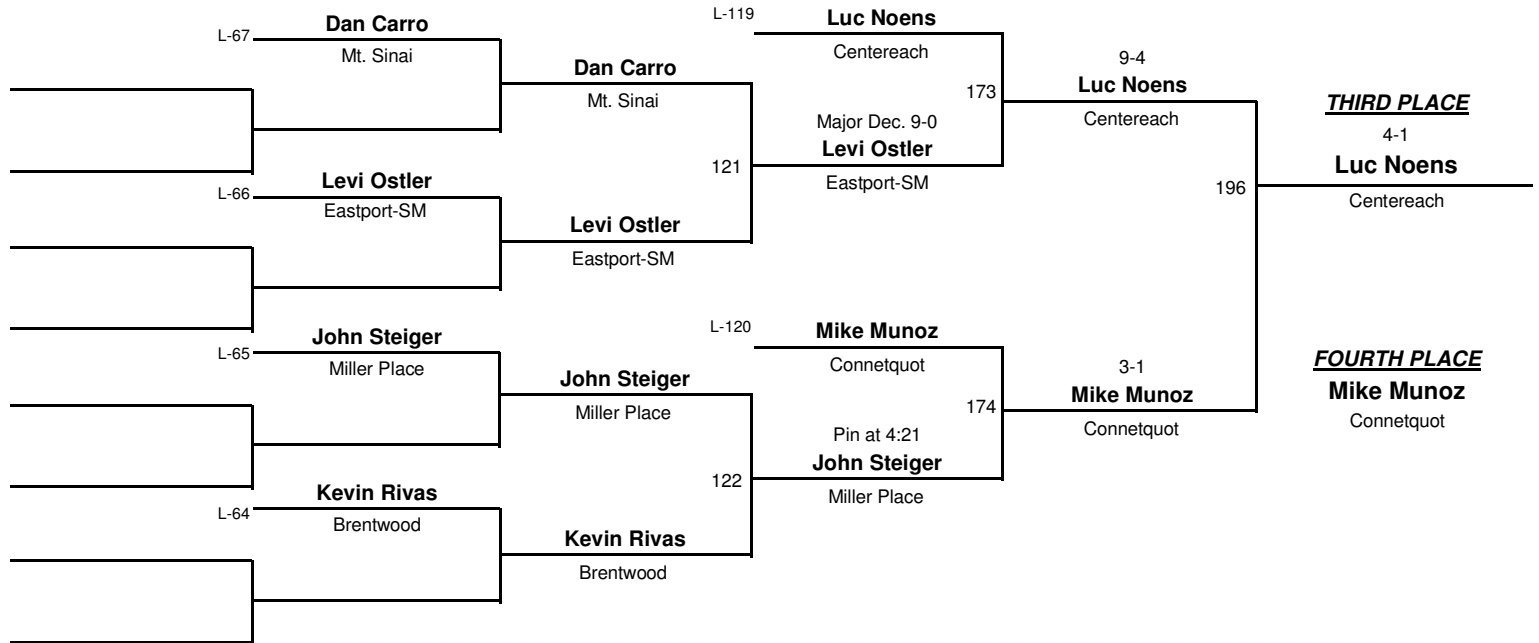 L-67
Dan Carro
Mt. Sinai
L-66
Levi Ostler
Eastport-SM
L-65
John Steiger
Miller Place
L-64
Kevin Rivas
Brentwood
Dan Carro
Mt. Sinai
121
Levi Ostler
Eastport-SM
John Steiger
Miller Place
122
Kevin Rivas
Brentwood
L-119
Luc Noens
Centereach
173
Major Dec. 9-0
Levi Ostler
Eastport-SM
L-120
Mike Munoz
Connetquot
174
Pin at 4:21
John Steiger
Miller Place
9-4
Luc Noens
Centereach
196
3-1
Mike Munoz
Connetquot
THIRD PLACE
4-1
Luc Noens
Centereach
FOURTH PLACE
Mike Munoz
Connetquot